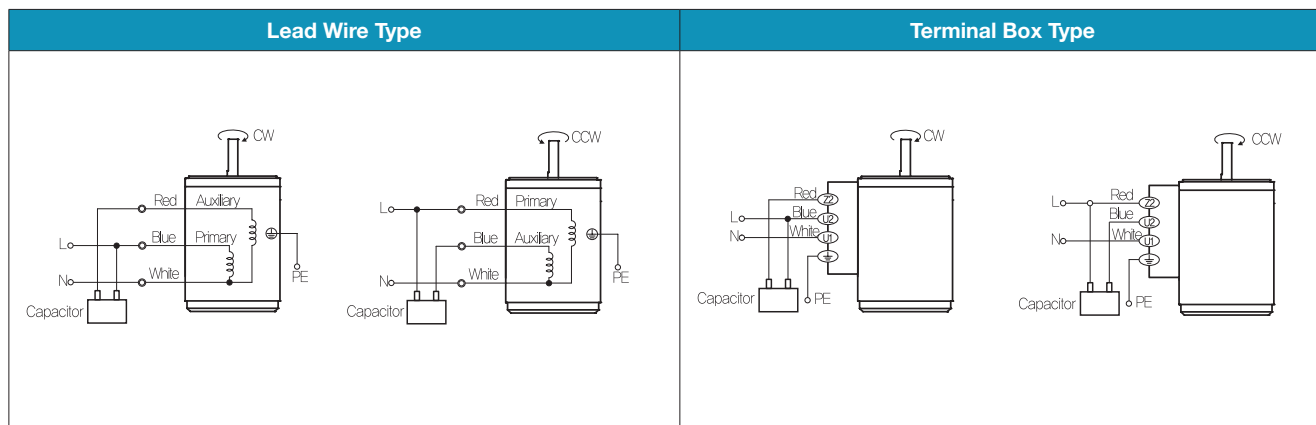 Lead Wire Type
Terminal Box Type
CW
Red Auxiliary
L Blue Primary
N White
Capacitor
PE
CCW
L Red Primary
Blue Auxiliary
N White
Capacitor
PE
CW
Red Z2
L Blue U2
N White U1
Capacitor
PE
CCW
L Red Z2
Blue U2
N White U1
Capacitor
PE